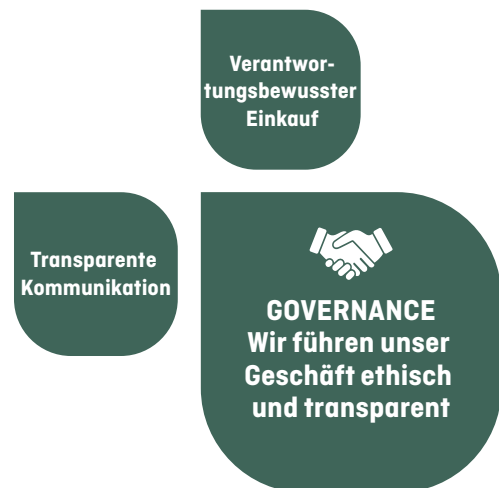 Verantwor-
tungsbewusster
Einkauf
Transparente
Kommunikation
GOVERNANCE
Wir führen unser
Geschäft ethisch
und transparent